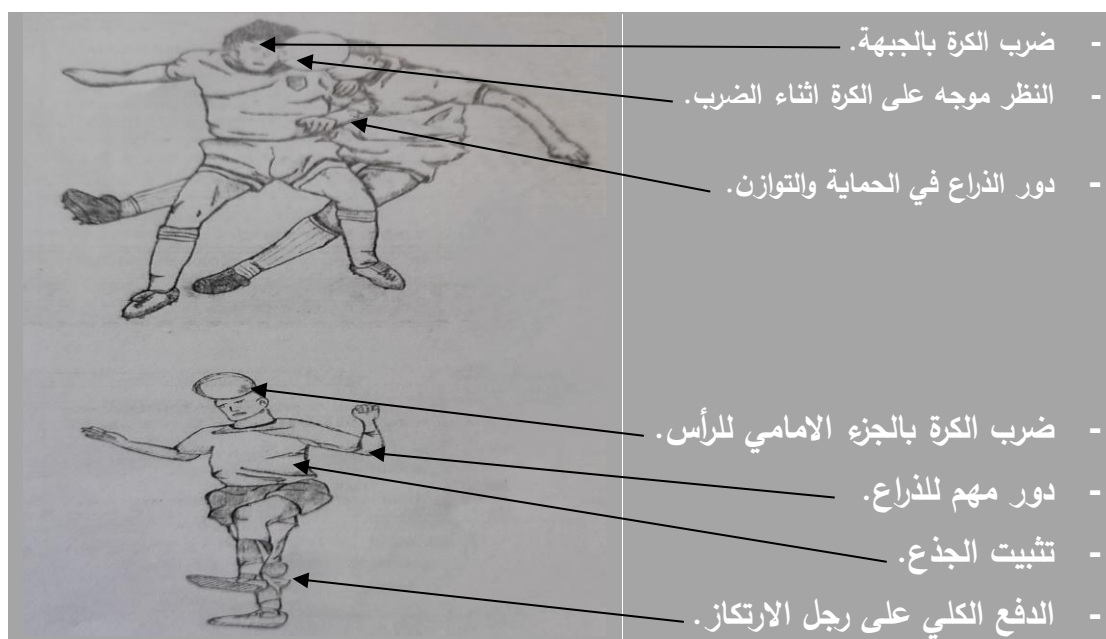 - ضرب الكرة بالجبهة.
- النظر موجه على الكرة اثناء الضرب.
- دور الذراع في الحماية والتوازن.
- ضرب الكرة بالجزء الامامي للرأس.
- دور مهم للذراع.
- تثبيت الجذع.
- الدفع الكلي على رجل الارتكاز.